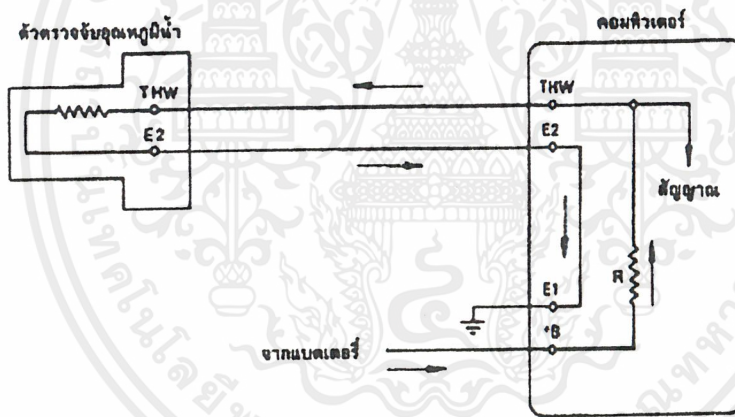 ตัวตรวจจับอุณหภูมิน้ำ
คอมพิวเตอร์
THW
E2
THW
E2
สัญญาณ
R
E1
+B
จากแบตเตอรี่